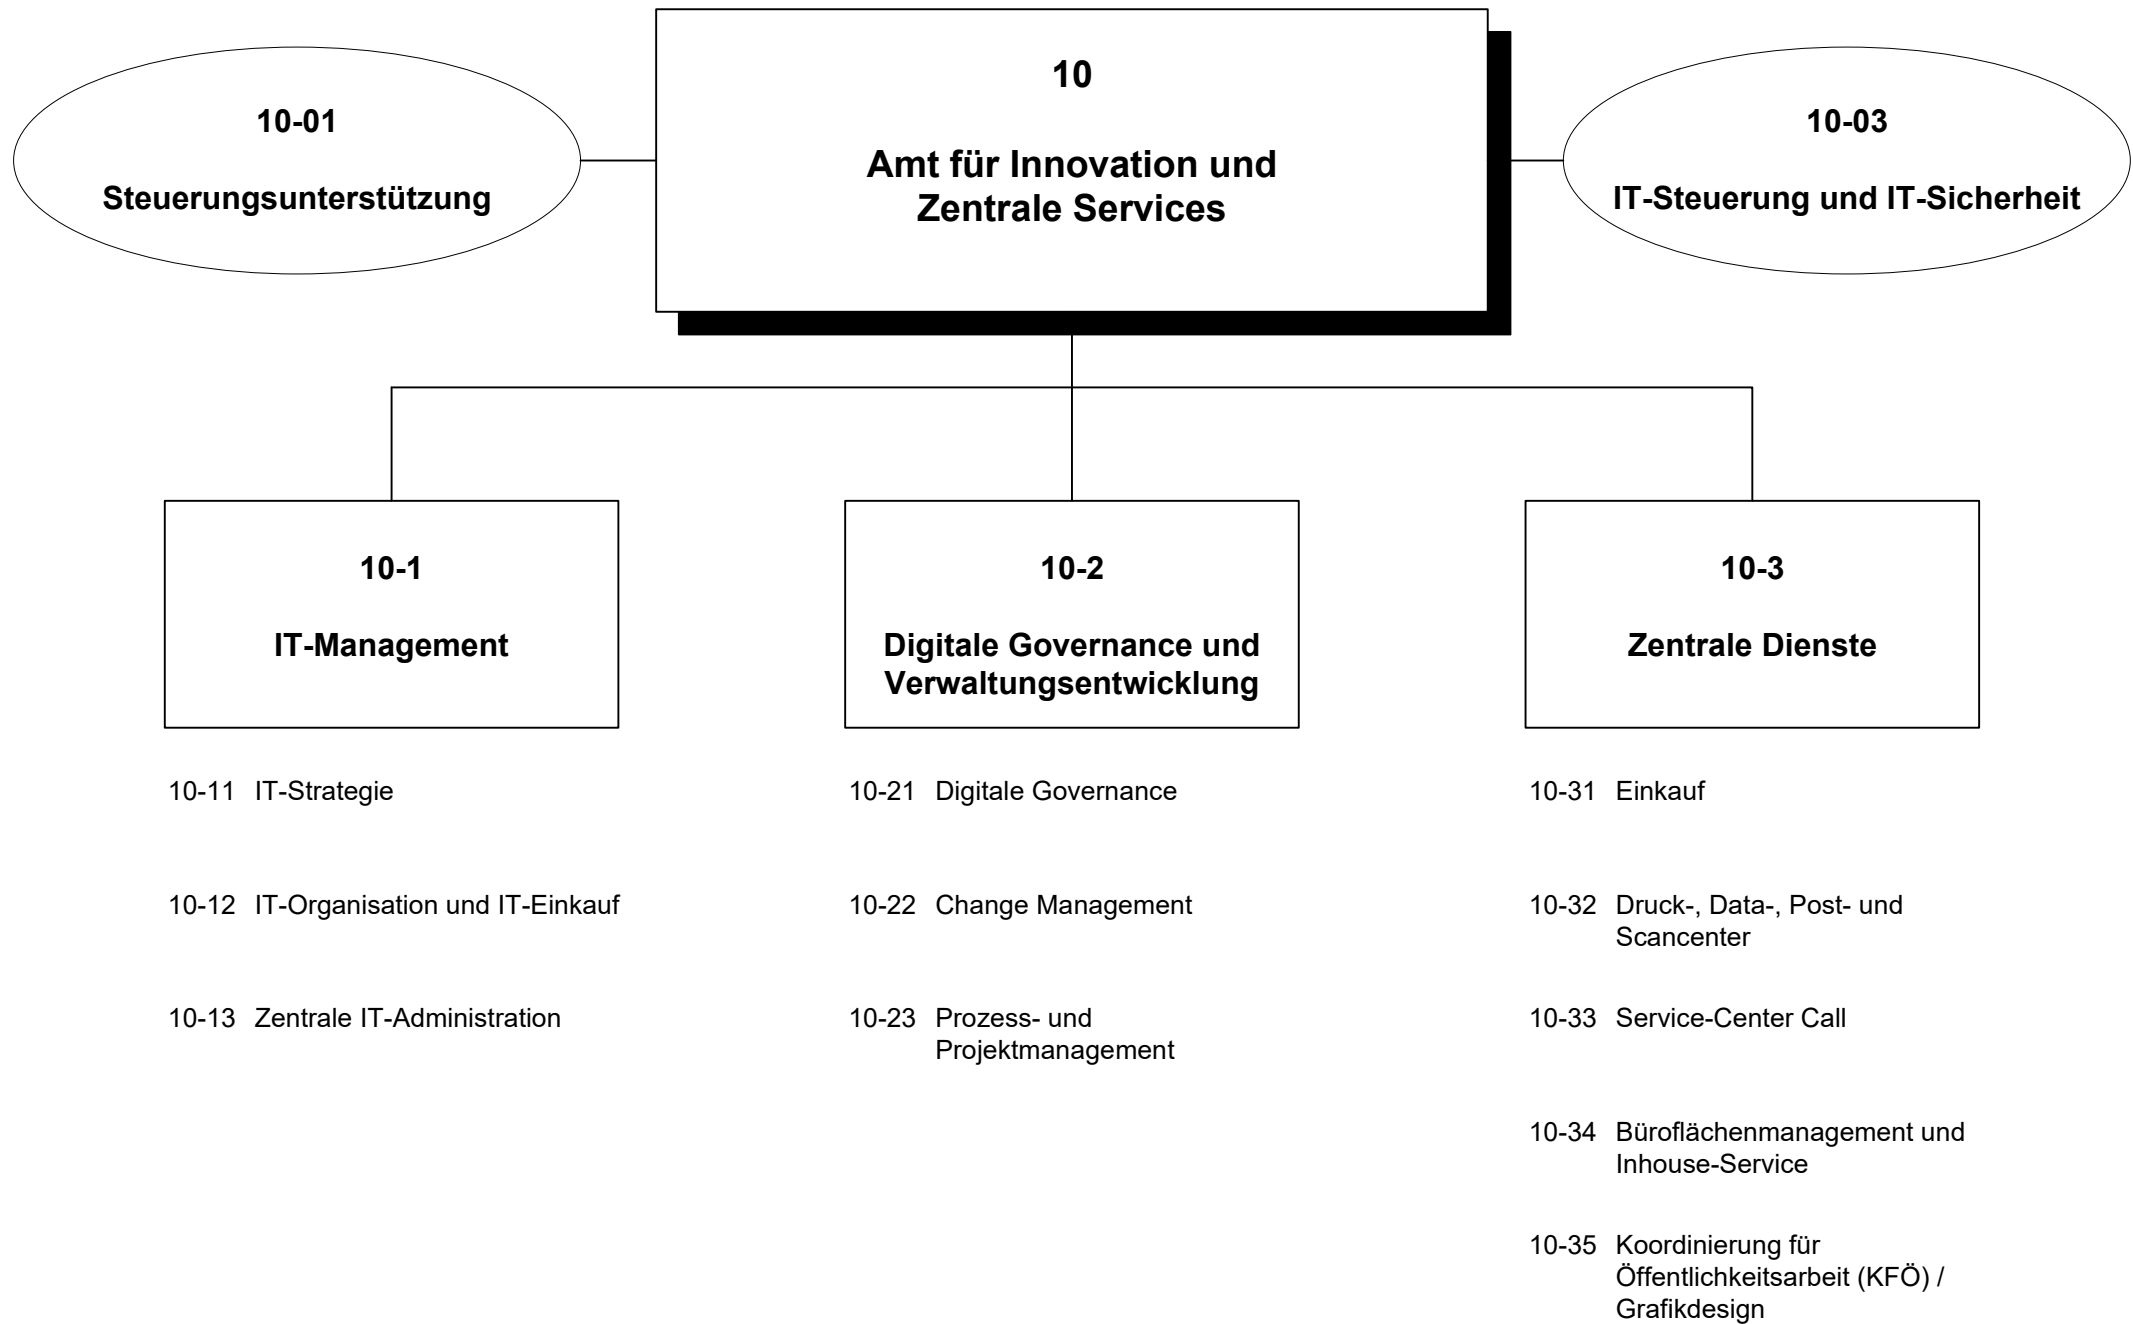 10-01
Steuerungsunterstützung
10
Amt für Innovation und
Zentrale Services
10-03
IT-Steuerung und IT-Sicherheit
10-1
IT-Management
10-2
Digitale Governance und
Verwaltungsentwicklung
10-3
Zentrale Dienste
10-11 IT-Strategie
10-12 IT-Organisation und IT-Einkauf
10-13 Zentrale IT-Administration
10-21 Digitale Governance
10-22 Change Management
10-23 Prozess- und
Projektmanagement
10-31 Einkauf
10-32 Druck-, Data-, Post- und
Scancenter
10-33 Service-Center Call
10-34 Büroflächenmanagement und
Inhouse-Service
10-35 Koordinierung für
Öffentlichkeitsarbeit (KFÖ) /
Grafikdesign